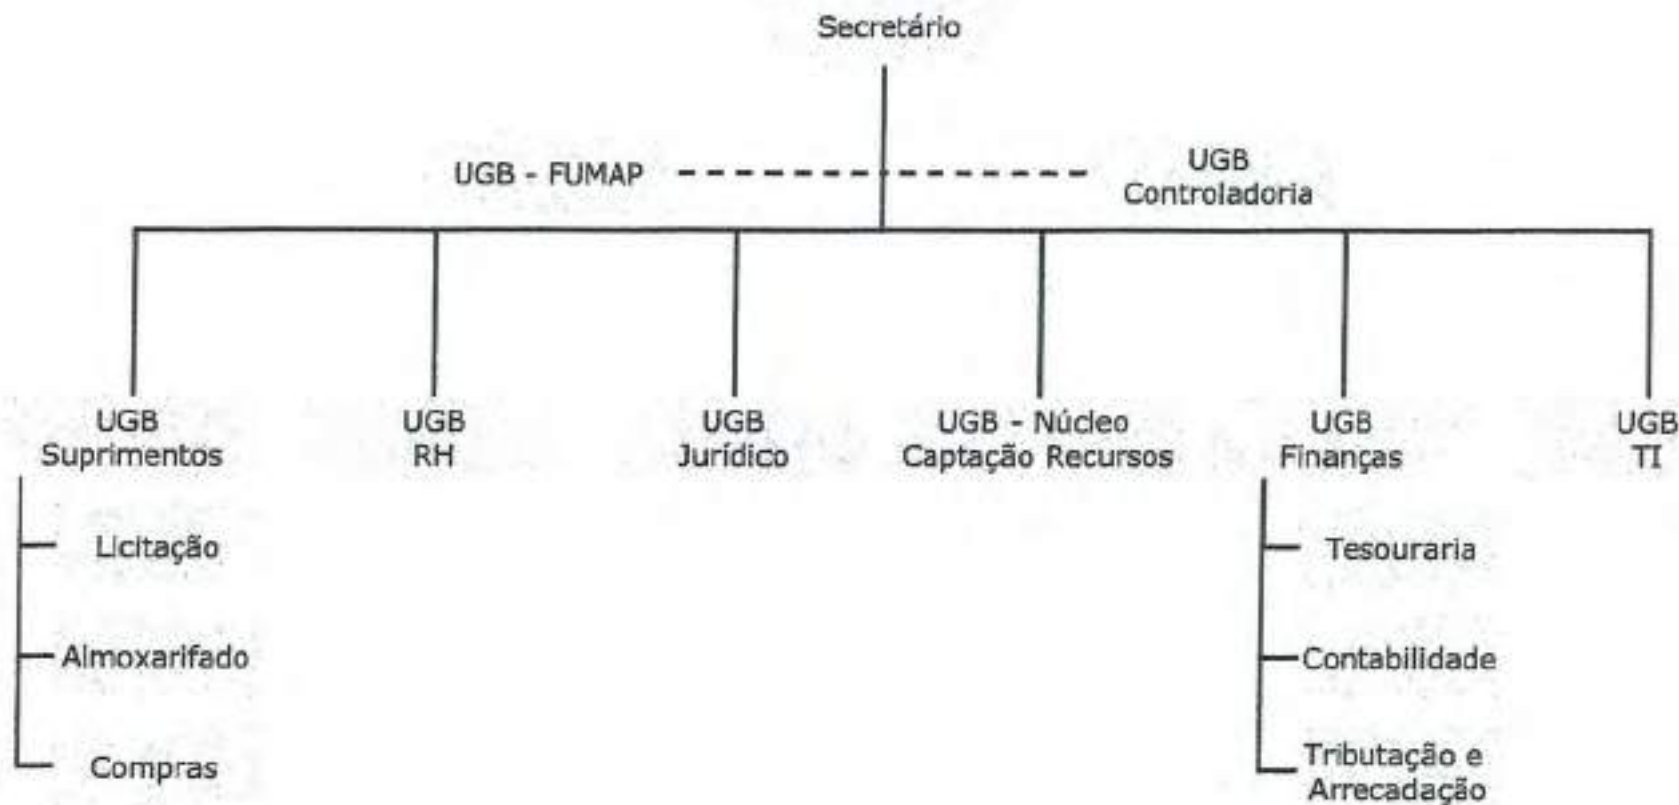 Secretário
UGB - FUMAP
UGB
Controladoria
UGB
Suprimentos
UGB
RH
UGB
Jurídico
UGB - Núcleo
Captação Recursos
UGB
Finanças
UGB
TI
Licitação
Almoxarifado
Compras
Tesouraria
Contabilidade
Tributação e
Arrecadação